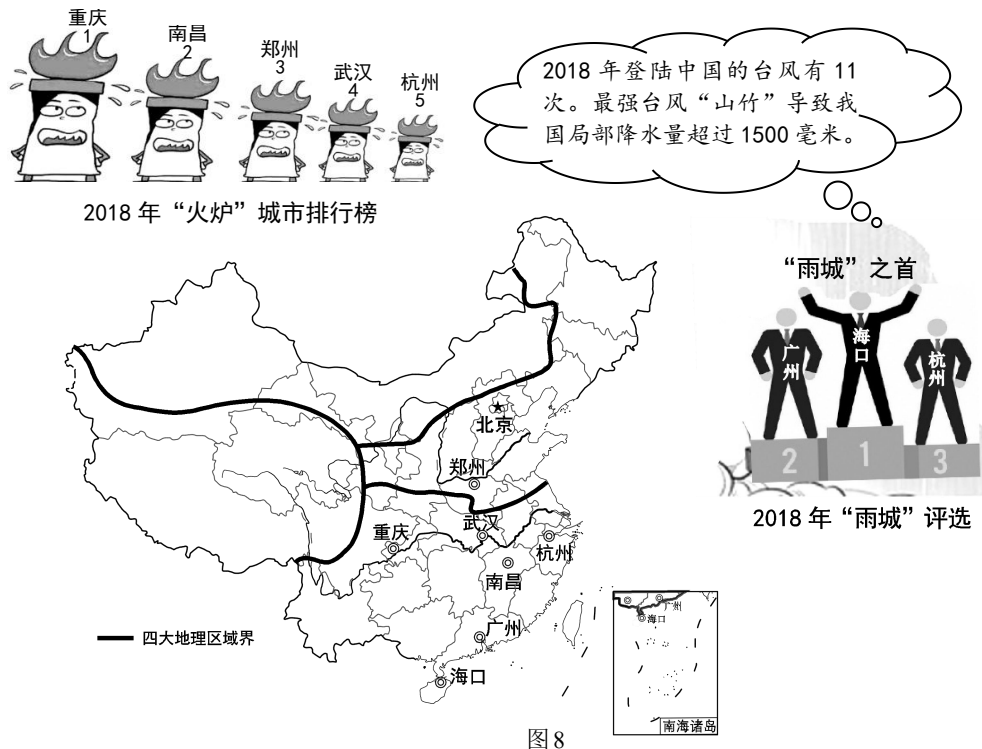 重庆
1
南昌
2
郑州
3
武汉
4
杭州
5
2018 年“火炉”城市排行榜
2018 年登陆中国的台风有 11
次。最强台风“山竹”导致我
国局部降水量超过 1500 毫米。
“雨城”之首
广州
海口
杭州
2
1
3
2018 年“雨城”评选
北京
郑州
武汉
重庆
杭州
南昌
广州
海口
四大地理区域界
广州
海口
南海诸岛
图8